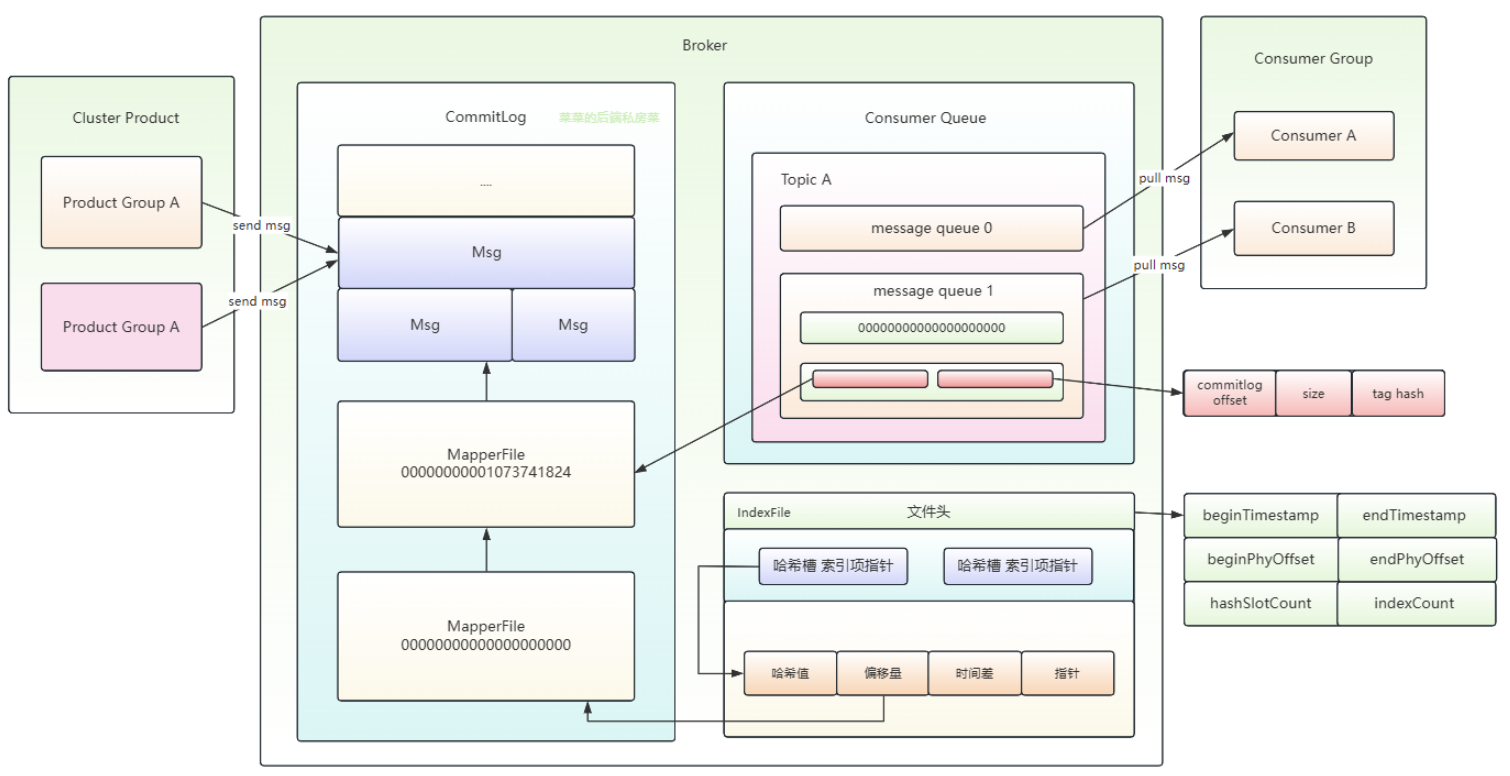 Broker
Cluster Product
Product Group A
Product Group A
send msg
send msg
CommitLog
菜菜的后端私房菜
....
Msg
Msg
Msg
MapperFile
00000000001073741824
MapperFile
00000000000000000000
Consumer Queue
Topic A
message queue 0
message queue 1
00000000000000000000
pull msg
pull msg
Consumer Group
Consumer A
Consumer B
commitlog
offset
size
tag hash
IndexFile
文件头
哈希槽 索引项指针
哈希槽 索引项指针
哈希值
偏移量
时间差
指针
beginTimestamp
endTimestamp
beginPhyOffset
endPhyOffset
hashSlotCount
indexCount